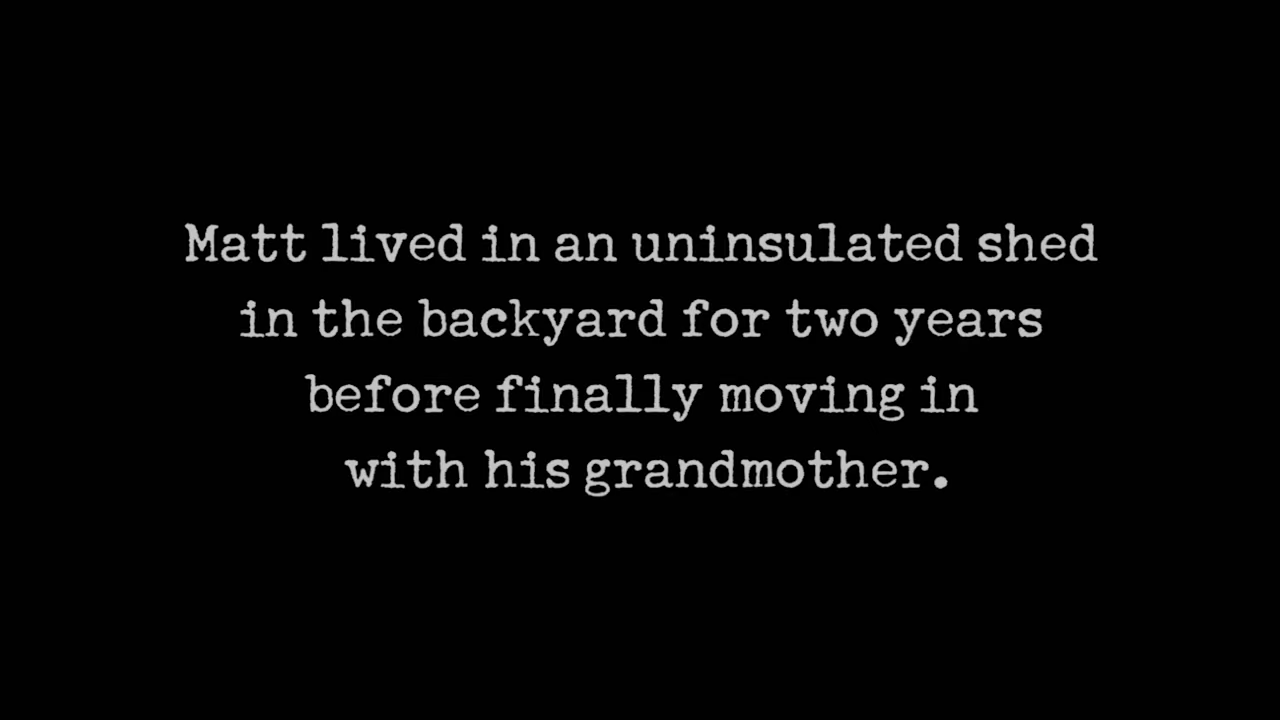 Matt lived in an uninsulated shed
in the backyard for two years
before finally moving in
with his grandmother.